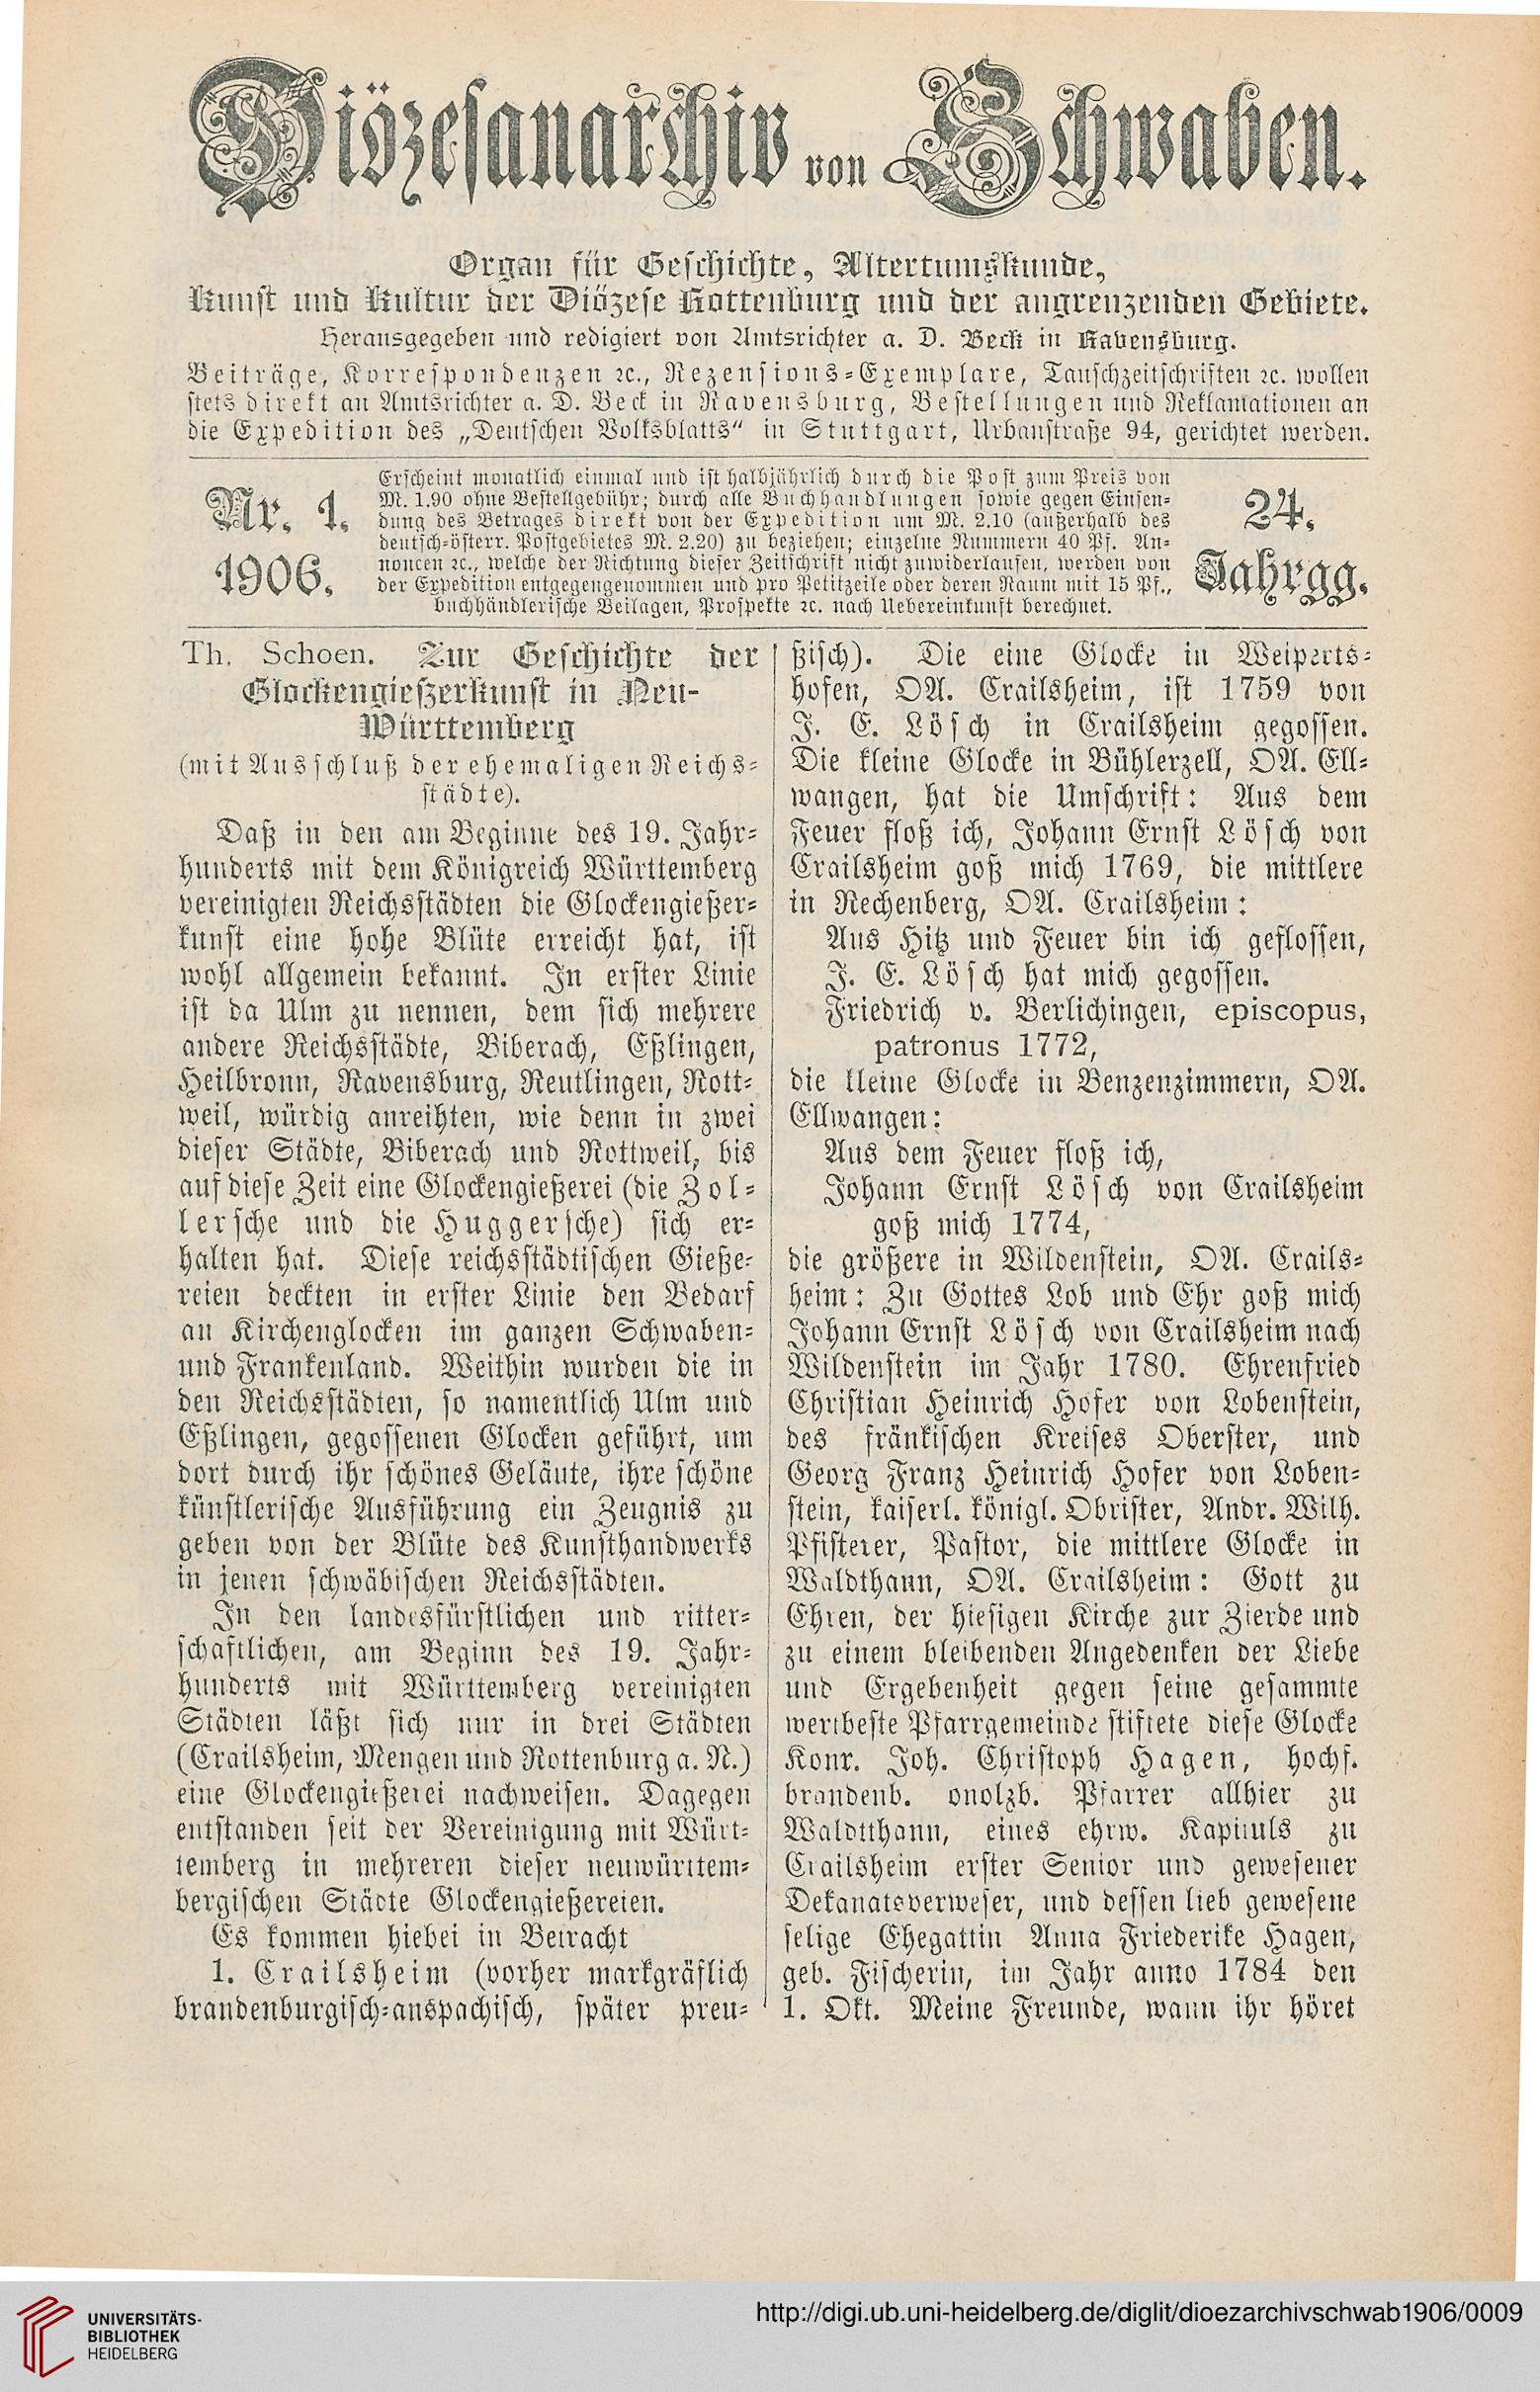 Diözesanarchiv von Schwaben.
Organ für Geschichte, Altertumskunde,
Kunst und Kultur der Diözese Rottenburg und der angrenzenden Gebiete.
Herausgegeben und redigiert von Amtsrichter a. D. Beck in Ravensburg.
Beiträge, Korrespondenzen ꝛc., Rezensions-Exemplare, Tauschzeitschriften ꝛc. wollen
stets direkt an Amtsrichter a. D. Beck in Ravensburg, Bestellungen und Reklamationen an
die Expedition des „Deutschen Volksblatts“ in Stuttgart, Urbanstraße 94, gerichtet werden.
Nr. 1.
1906.
Erscheint monatlich einmal und ist halbjährlich durch die Post zum Preis von
M. 1.90 ohne Bestellgebühr; durch alle Buchhandlungen sowie gegen Einsen-
dung des Betrages direkt von der Expedition um M. 2.10 (außerhalb des
deutsch-österr. Postgebietes M. 2.20) zu beziehen; einzelne Nummern 40 Pf. An-
noncen ꝛc., welche der Richtung dieser Zeitschrift nicht zuwiderlaufen, werden von
der Expedition entgegengenommen und pro Petitzeile oder deren Raum mit 15 Pf.,
buchhändlerische Beilagen, Prospekte ꝛc. nach Uebereinkunft berechnet.
24.
Jahrgg.
Th. Schoen. Zur Geschichte der
Glockengieszerkunst in Neu-
Württemberg
(mit Ausschluß der ehemaligen Reichs-
städte).
Daß in den am Beginne des 19. Jahr-
hunderts mit dem Königreich Württemberg
vereinigten Reichsstädten die Glockengießer-
kunst eine hohe Blüte erreicht hat, ist
wohl allgemein bekannt. In erster Linie
ist da Ulm zu nennen, dem sich mehrere
andere Reichsstädte, Biberach, Eßlingen,
Heilbronn, Ravensburg, Reutlingen, Rott-
weil, würdig anreihten, wie denn in zwei
dieser Städte, Biberach und Rottweil, bis
auf diese Zeit eine Glockengießerei (die Zol-
lersche und die Huggersche) sich er-
halten hat. Diese reichsstädtischen Gieße-
reien deckten in erster Linie den Bedarf
an Kirchenglocken im ganzen Schwaben-
und Frankenland. Weithin wurden die in
den Reichsstädten, so namentlich Ulm und
Eßlingen, gegossenen Glocken geführt, um
dort durch ihr schönes Geläute, ihre schöne
künstlerische Ausführung ein Zeugnis zu
geben von der Blüte des Kunsthandwerks
in jenen schwäbischen Reichsstädten.
In den landesfürstlichen und ritter-
schaftlichen, am Beginn des 19. Jahr-
hunderts mit Württemberg vereinigten
Städten läßt sich nur in drei Städten
(Crailsheim, Mengen und Rottenburg a. N.)
eine Glockengießerei nachweisen. Dagegen
entstanden seit der Vereinigung mit Würt-
temberg in mehreren dieser neuwürttem-
bergischen Städte Glockengießereien.
Es kommen hiebei in Betracht
1. Crailsheim (vorher markgräflich
brandenburgisch-anspachisch, später preu-
ßisch). Die eine Glocke in Weiperts-
hofen, OA. Crailsheim, ist 1759 von
J. E. Lösch in Crailsheim gegossen.
Die kleine Glocke in Bühlerzell, OA. Ell-
wangen, hat die Umschrift: Aus dem
Feuer floß ich, Johann Ernst Lösch von
Crailsheim goß mich 1769, die mittlere
in Rechenberg, OA. Crailsheim:
Aus Hitz und Feuer bin ich geflossen,
J. E. Lösch hat mich gegossen.
Friedrich v. Berlichingen, episcopus,
patronus 1772,
die kleine Glocke in Benzenzimmern, OA.
Ellwangen:
Aus dem Feuer floß ich,
Johann Ernst Lösch von Crailsheim
goß mich 1774,
die größere in Wildenstein, OA. Crails-
heim: Zu Gottes Lob und Ehr goß mich
Johann Ernst Lösch von Crailsheim nach
Wildenstein im Jahr 1780. Ehrenfried
Christian Heinrich Hofer von Lobenstein,
des fränkischen Kreises Oberster, und
Georg Franz Heinrich Hofer von Loben-
stein, kaiserl. königl. Obrister, Andr. Wilh.
Pfisterer, Pastor, die mittlere Glocke in
Waldthann, OA. Crailsheim: Gott zu
Ehren, der hiesigen Kirche zur Zierde und
zu einem bleibenden Angedenken der Liebe
und Ergebenheit gegen seine gesammte
wertbeste Pfarrgemeinde stiftete diese Glocke
Konr. Joh. Christoph Hagen, hochf.
brandenb. onolzb. Pfarrer allhier zu
Waldtthann, eines ehrw. Kapituls zu
Crailsheim erster Senior und gewesener
Dekanatsverweser, und dessen lieb gewesene
selige Ehegattin Anna Friederike Hagen,
geb. Fischerin, im Jahr anno 1784 den
1. Okt. Meine Freunde, wann ihr höret
UNIVERSITÄTS-
BIBLIOTHEK
HEIDELBERG
http://digi.ub.uni-heidelberg.de/diglit/dioezarchivschwab1906/0009